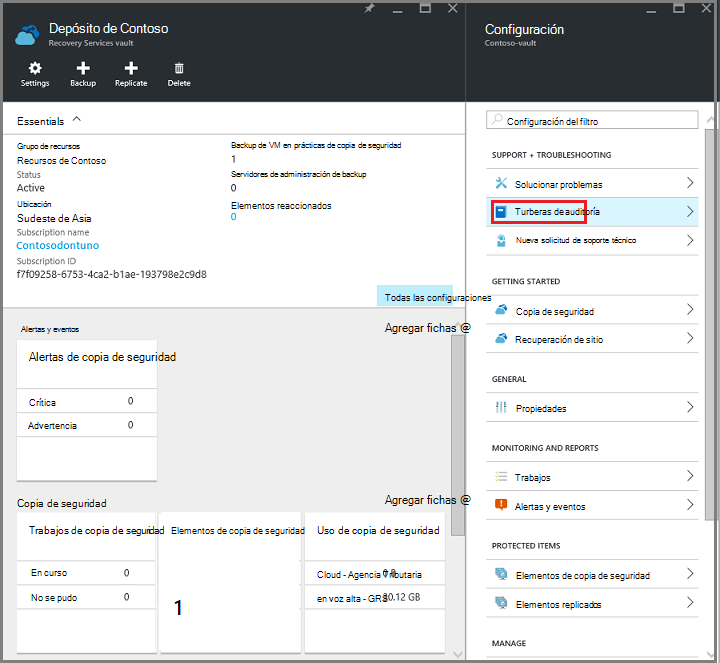 Depósito de Contoso
Recovery Services vault
Settings
Backup
Replicate
Delete
Essentials
Grupo de recursos
Recursos de Contoso
Status
Active
Ubicación
Sudeste de Asia
Subscription name
Contosodontuno
Subscription ID
f7f09258-6753-4ca2-b1ae-193798e2c9d8
Backup de VM en prácticas de copia de seguridad
1
Servidores de administración de backup
0
Elementos reaccionados
0
Todas las configuraciones
Alertas y eventos
Agregar fichas @
Alertas de copia de seguridad
Crítica 0
Advertencia 0
Copia de seguridad
Agregar fichas @
Trabajos de copia de seguridad
En curso 0
No se pudo 0
Elementos de copia de seguridad
1
Uso de copia de seguridad
Cloud - Agencia Tributaria
en voz alta - GRS
Configuración
Contoso-vault
Configuración del filtro
SUPPORT + TROUBLESHOOTING
Solucionar problemas
Turberas de auditoría
Nueva solicitud de soporte técnico
GETTING STARTED
Copia de seguridad
Recuperación de sitio
GENERAL
Propiedades
MONITORING AND REPORTS
Trabajos
Alertas y eventos
PROTECTED ITEMS
Elementos de copia de seguridad
Elementos replicados
MANAGE